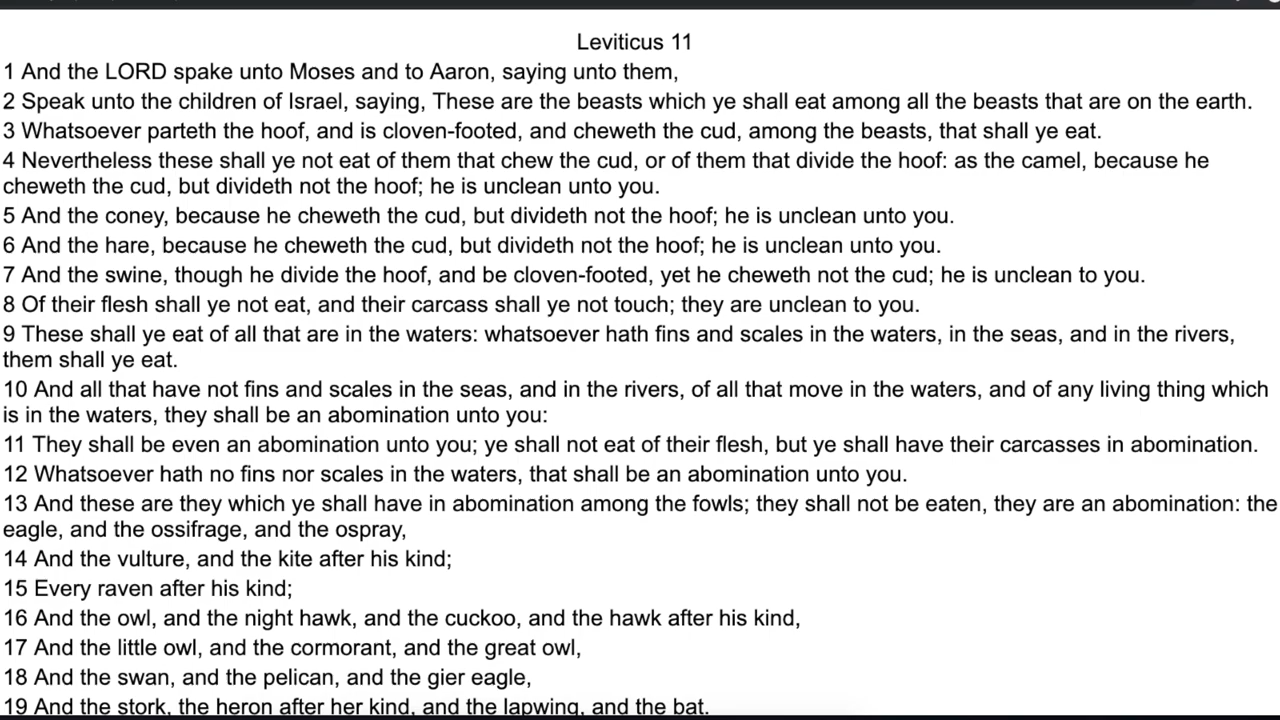 Leviticus 11
1 And the LORD spake unto Moses and to Aaron, saying unto them,
2 Speak unto the children of Israel, saying, These are the beasts which ye shall eat among all the beasts that are on the earth.
3 Whatsoever parteth the hoof, and is cloven-footed, and cheweth the cud, among the beasts, that shall ye eat.
4 Nevertheless these shall ye not eat of them that chew the cud, or of them that divide the hoof: as the camel, because he
cheweth the cud, but divideth not the hoof; he is unclean unto you.
5 And the coney, because he cheweth the cud, but divideth not the hoof; he is unclean unto you.
6 And the hare, because he cheweth the cud, but divideth not the hoof; he is unclean unto you.
7 And the swine, though he divide the hoof, and be cloven-footed, yet he cheweth not the cud; he is unclean to you.
8 Of their flesh shall ye not eat, and their carcass shall ye not touch; they are unclean to you.
9 These shall ye eat of all that are in the waters: whatsoever hath fins and scales in the waters, in the seas, and in the rivers,
them shall ye eat.
10 And all that have not fins and scales in the seas, and in the rivers, of all that move in the waters, and of any living thing which
is in the waters, they shall be an abomination unto you:
11 They shall be even an abomination unto you; ye shall not eat of their flesh, but ye shall have their carcasses in abomination.
12 Whatsoever hath no fins nor scales in the waters, that shall be an abomination unto you.
13 And these are they which ye shall have in abomination among the fowls; they shall not be eaten, they are an abomination: the
eagle, and the ossifrage, and the ospray,
14 And the vulture, and the kite after his kind;
15 Every raven after his kind;
16 And the owl, and the night hawk, and the cuckoo, and the hawk after his kind,
17 And the little owl, and the cormorant, and the great owl,
18 And the swan, and the pelican, and the gier eagle,
19 And the stork, the heron after her kind, and the lapwing, and the bat.